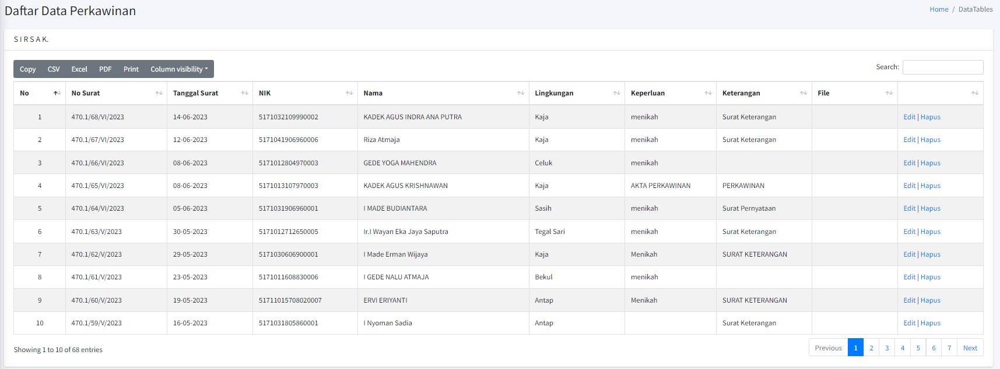 Daftar Data Perkawinan
Home / DataTables
S I R S A K.
Copy CSV Excel PDF Print Column visibility
Search:
No No Surat Tanggal Surat NIK Nama Lingkungan Keperluan Keterangan File
1 470.1/68/VI/2023 14-06-2023 5171032109990002 KADEK AGUS INDRA ANA PUTRA Kaja menikah Surat Keterangan Edit | Hapus
2 470.1/67/VI/2023 12-06-2023 5171041906960006 Riza Atmaja Kaja menikah Surat Keterangan Edit | Hapus
3 470.1/66/VI/2023 08-06-2023 5171012804970003 GEDE YOGA MAHENDRA Celuk menikah Edit | Hapus
4 470.1/65/VI/2023 08-06-2023 5171013107970003 KADEK AGUS KRISHNAWAN Kaja AKTA PERKAWINAN PERKAWINAN Edit | Hapus
5 470.1/64/VI/2023 05-06-2023 5171031906960001 I MADE BUDIANTARA Sasih menikah Surat Pernyataan Edit | Hapus
6 470.1/63/V/2023 30-05-2023 5171012712650005 Ir.I Wayan Eka Jaya Saputra Tegal Sari menikah Surat Keterangan Edit | Hapus
7 470.1/62/V/2023 29-05-2023 5171030606900001 I Made Erman Wijaya Kaja Menikah SURAT KETERANGAN Edit | Hapus
8 470.1/61/V/2023 23-05-2023 5171011608830006 I GEDE NALU ATMAJA Bekul menikah Edit | Hapus
9 470.1/60/V/2023 19-05-2023 51711015708020007 ERVI ERIYANTI Antap Menikah SURAT KETERANGAN Edit | Hapus
10 470.1/59/V/2023 16-05-2023 5171031805860001 I Nyoman Sadia Antap Surat Keterangan Edit | Hapus
Showing 1 to 10 of 68 entries
Previous 1 2 3 4 5 6 7 Next